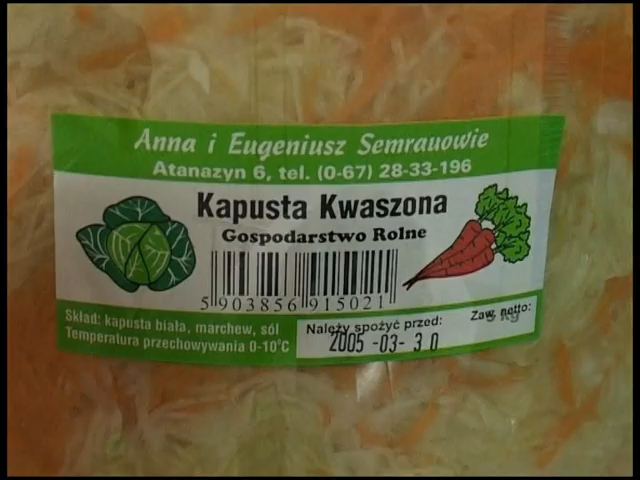 Anna i Eugeniusz Semrauowie
Atanazyn 6, tel. (0-67) 28-33-196
Kapusta Kwaszona
Gospodarstwo Rolne
5 903856 915021
Skład: kapusta biała, marchew, sól
Temperatura przechowywania 0-10°C
Należy spożyć przed:
2005 -03- 30
Zaw. netto: